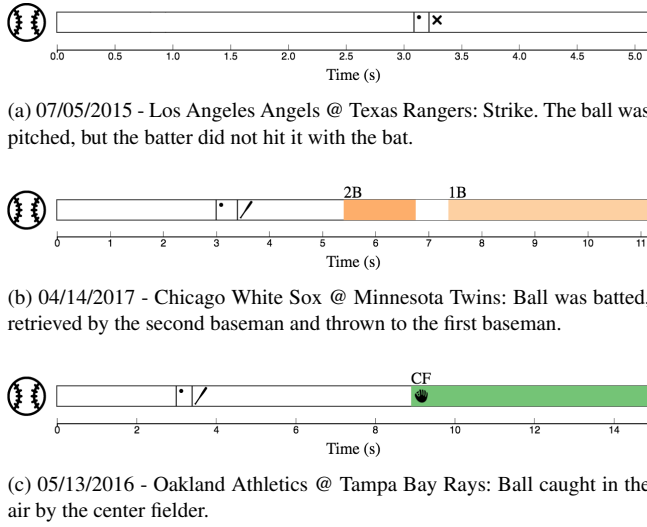 0.0 0.5 1.0 1.5 2.0 2.5 3.0 3.5 4.0 4.5 5.0
Time (s)
(a) 07/05/2015 - Los Angeles Angels @ Texas Rangers: Strike. The ball was
pitched, but the batter did not hit it with the bat.
2B 1B
0 1 2 3 4 5 6 7 8 9 10 11
Time (s)
(b) 04/14/2017 - Chicago White Sox @ Minnesota Twins: Ball was batted,
retrieved by the second baseman and thrown to the first baseman.
CF
0 2 4 6 8 10 12 14
Time (s)
(c) 05/13/2016 - Oakland Athletics @ Tampa Bay Rays: Ball caught in the
air by the center fielder.